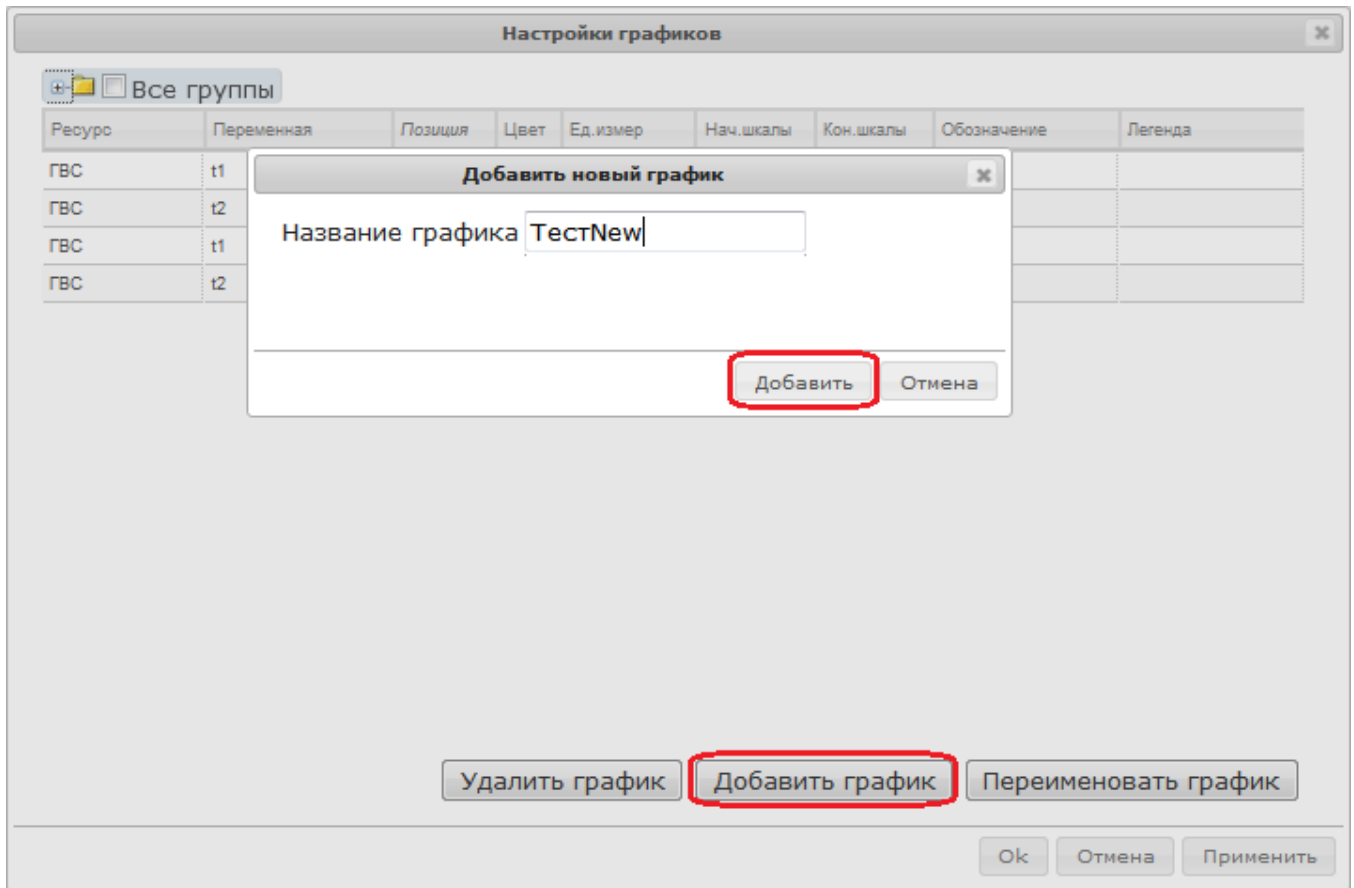 Настройки графиков
Все группы
Ресурс Переменная Позиция Цвет Ед.измер Нач.шкалы Кон.шкалы Обозначение Легенда
ГВС t1
Добавить новый график
ГВС t2
Название графика ТестNew
ГВС t1
ГВС t2
Добавить Отмена
Удалить график Добавить график Переименовать график
Ok Отмена Применить